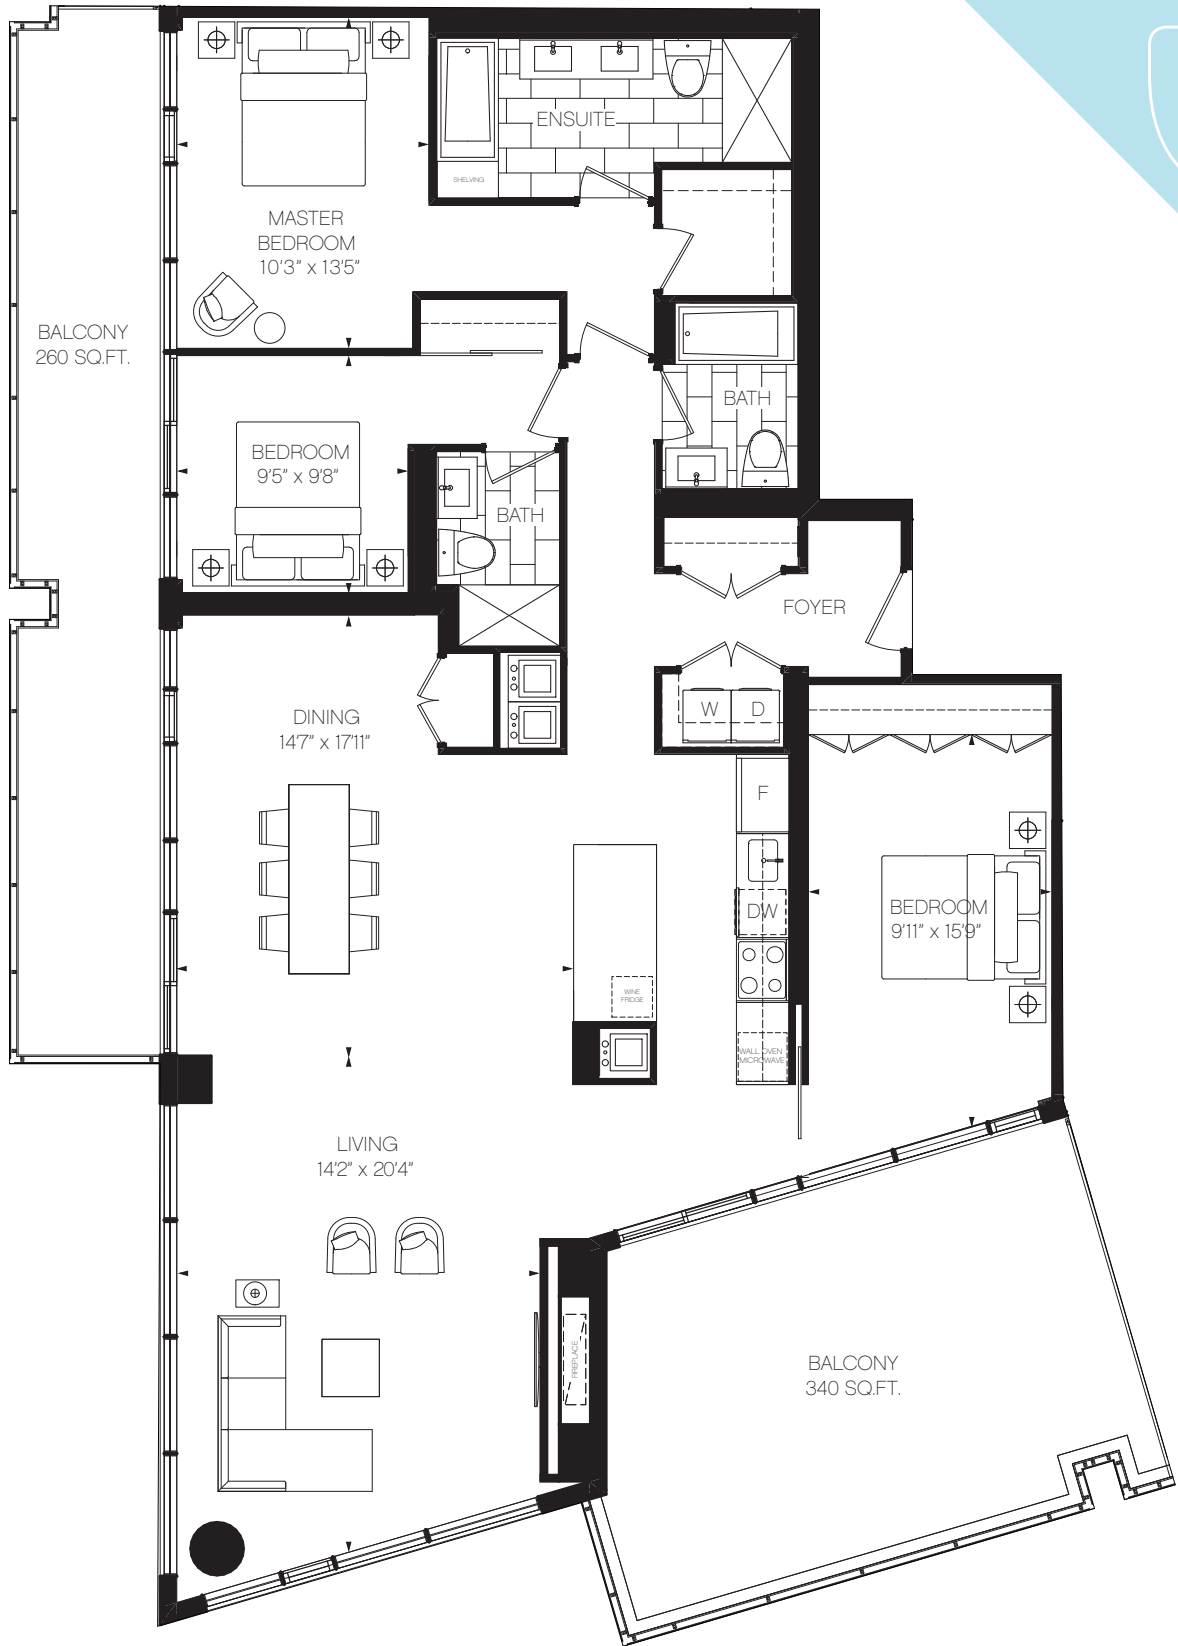 ENSUITE
SHELVING
MASTER
BEDROOM
10'3" x 13'5"
BALCONY
260 SQ.FT.
BATH
BEDROOM
9'5" x 9'8"
BATH
FOYER
W
D
DINING
14'7" x 17'11"
F
DW
BEDROOM
9'11" x 15'9"
WINE
FRIDGE
WALL OVEN
MICROWAVE
LIVING
14'2" x 20'4"
FIREPLACE
BALCONY
340 SQ.FT.